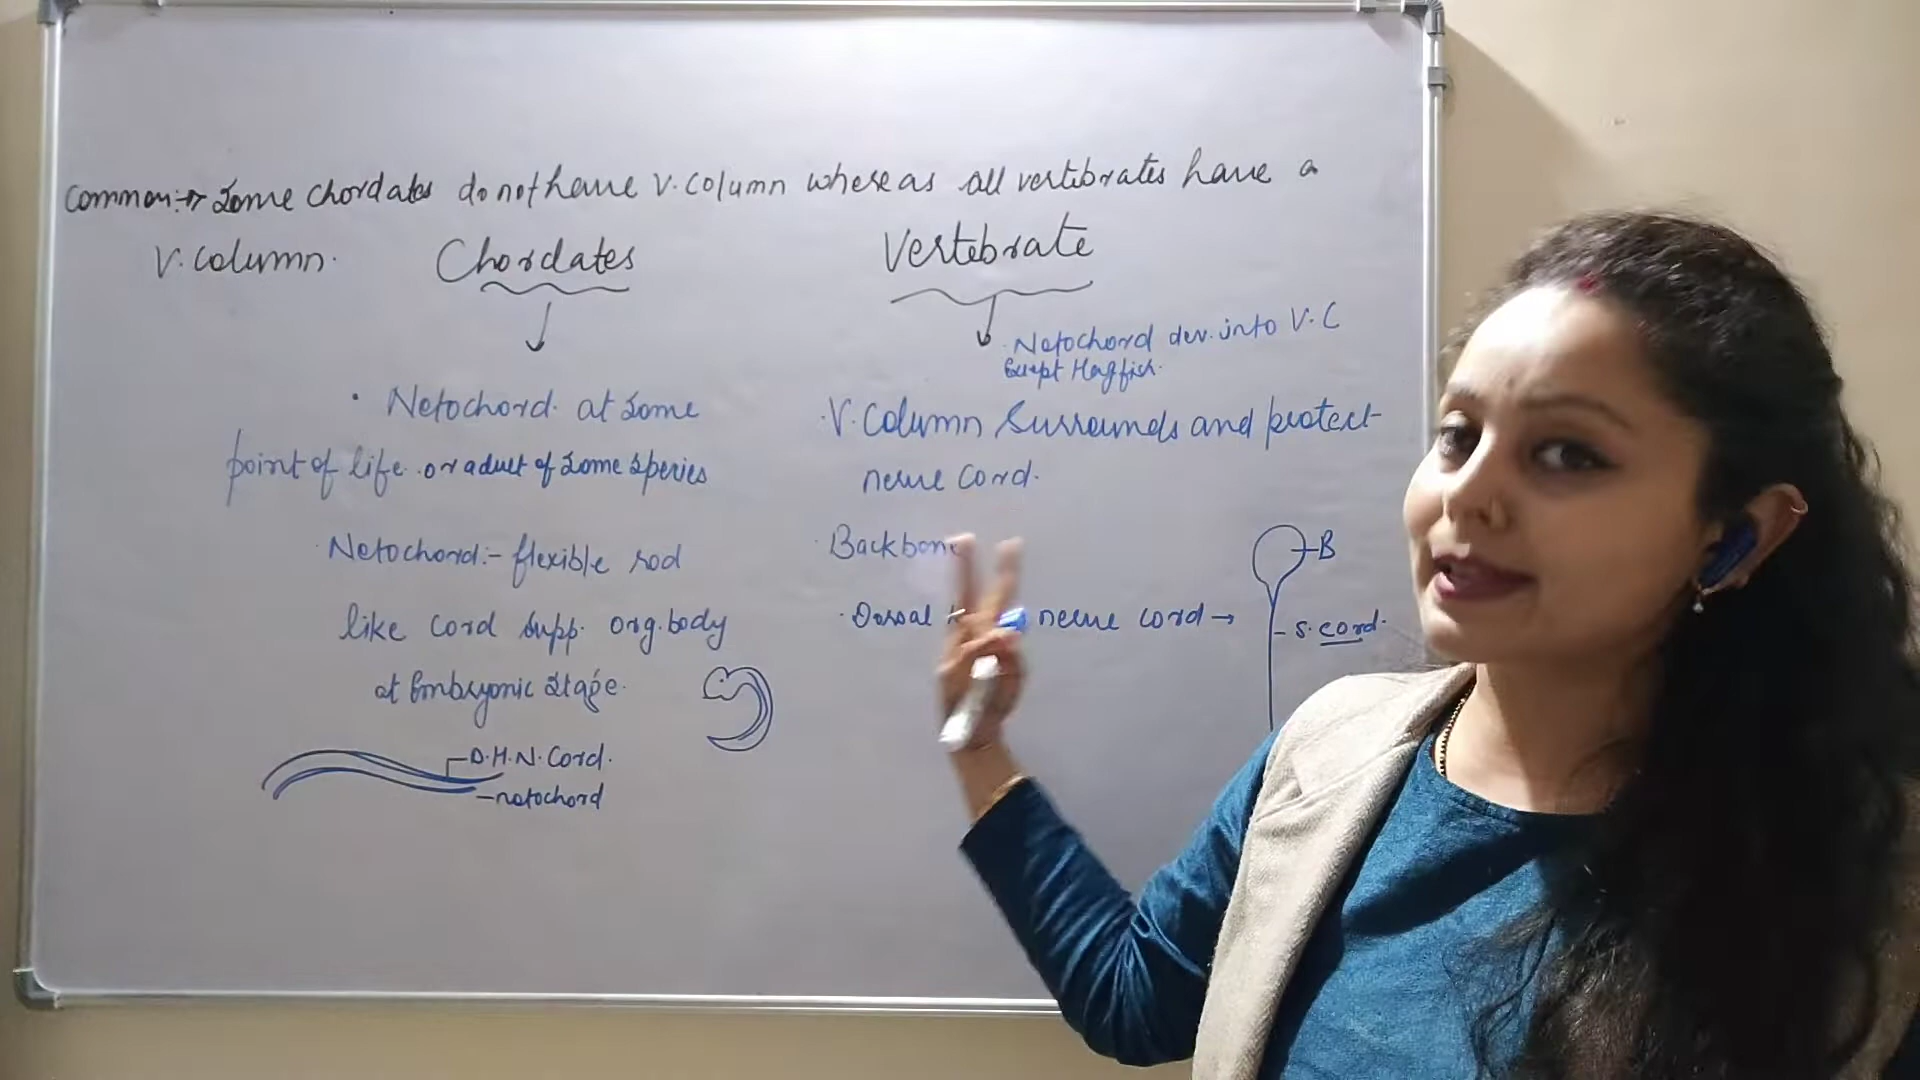 Common:→ Some chordates do not have V. Column whereas all vertibrates have a
V. Column.
Chordates
• Notochord at some
point of life or adult of some species
· Notochord:- flexible rod
like cord supp. org. body
at Embryonic stage.
D.H.N. Cord.
notochord
Vertebrate
· Notochord dev. into V.C
Except Hagfish.
· V. Column Surrounds and protect
nerve cord.
· Backbone
· Dorsal nerve cord →
B
S. cord.